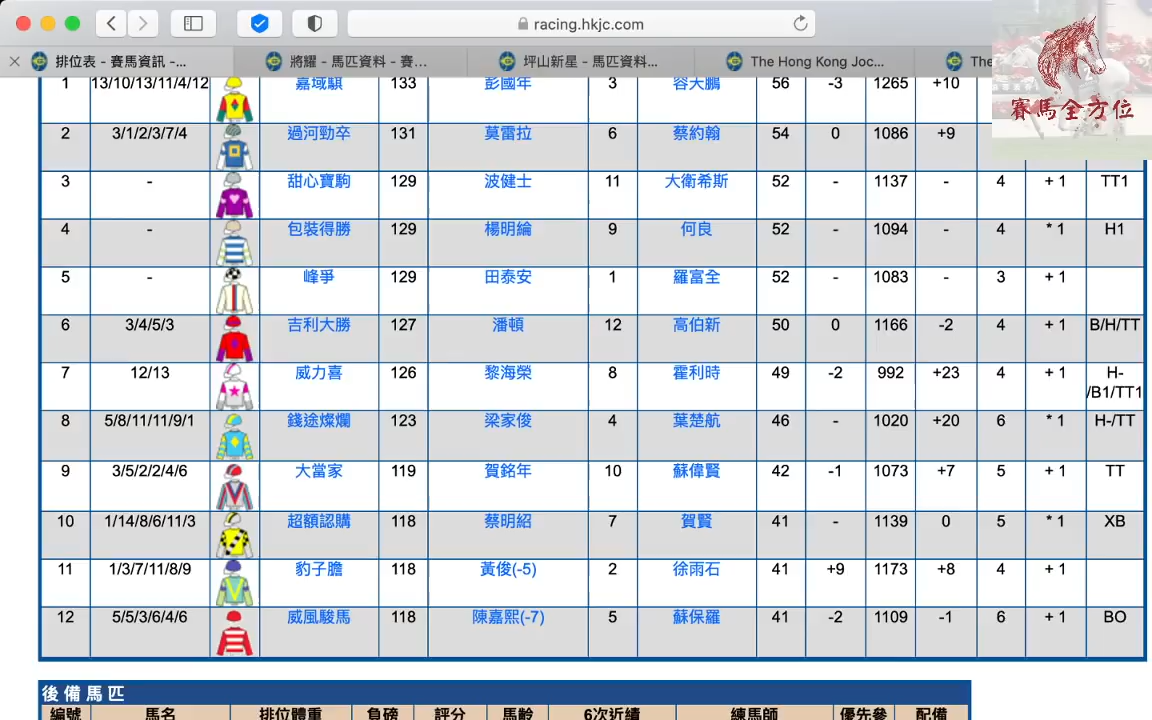 racing.hkjc.com
排位表 - 賽馬資訊 -...
將耀 - 馬匹資料 - 賽...
坪山新星 - 馬匹資料...
The Hong Kong Joc...
The
賽馬全方位
1 13/10/13/11/4/12 嘉域騏 133 彭國年 3 容天鵬 56 -3 1265 +10
2 3/1/2/3/7/4 過河勁卒 131 莫雷拉 6 蔡約翰 54 0 1086 +9
3 - 甜心寶駒 129 波健士 11 大衛希斯 52 - 1137 - 4 + 1 TT1
4 - 包裝得勝 129 楊明綸 9 何良 52 - 1094 - 4 * 1 H1
5 - 峰爭 129 田泰安 1 羅富全 52 - 1083 - 3 + 1
6 3/4/5/3 吉利大勝 127 潘頓 12 高伯新 50 0 1166 -2 4 + 1 B/H/TT
7 12/13 威力喜 126 黎海榮 8 霍利時 49 -2 992 +23 4 + 1 H-
/B1/TT1
8 5/8/11/11/9/1 錢途燦爛 123 梁家俊 4 葉楚航 46 - 1020 +20 6 * 1 H-/TT
9 3/5/2/2/4/6 大當家 119 賀銘年 10 蘇偉賢 42 -1 1073 +7 5 + 1 TT
10 1/14/8/6/11/3 超額認購 118 蔡明紹 7 賀賢 41 - 1139 0 5 * 1 XB
11 1/3/7/11/8/9 豹子膽 118 黃俊(-5) 2 徐雨石 41 +9 1173 +8 4 + 1
12 5/5/3/6/4/6 威風駿馬 118 陳嘉熙(-7) 5 蘇保羅 41 -2 1109 -1 6 + 1 BO
後備馬匹
編號 馬名 排位體重 負磅 評分 馬齡 6次近績 練馬師 優先參 配備